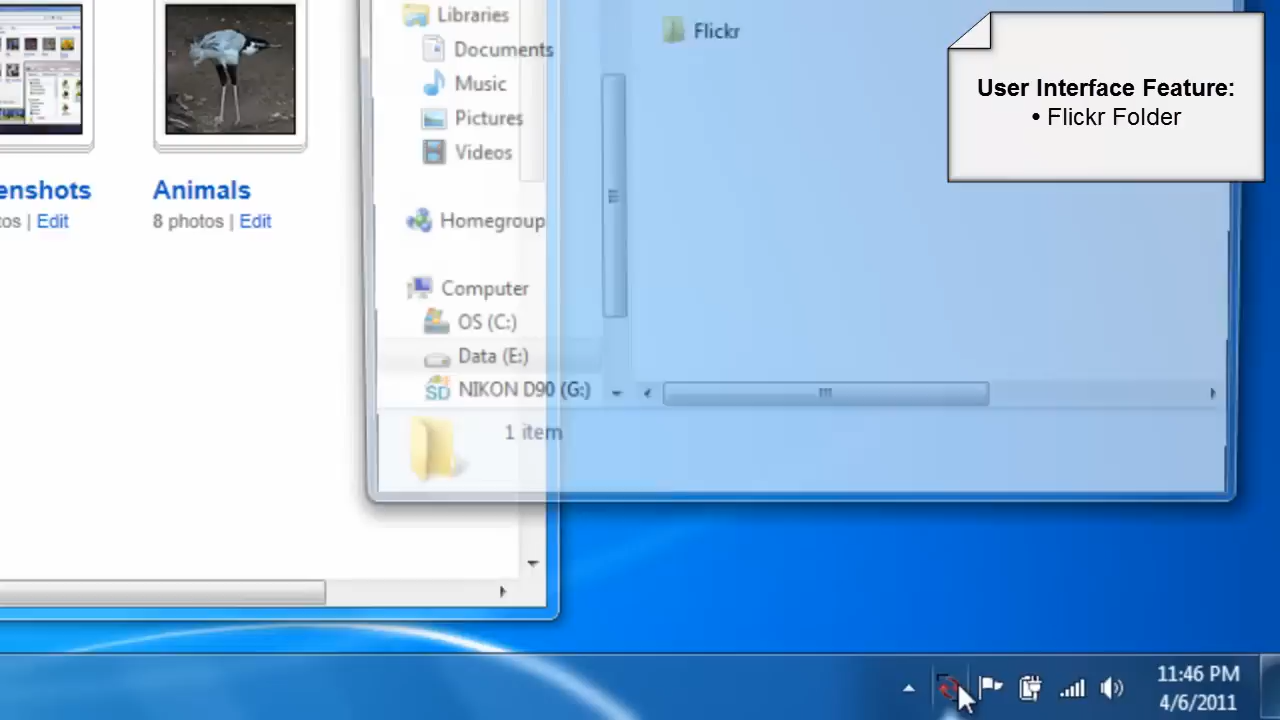 Libraries
Documents
Music
Pictures
Videos
Homegroup
Computer
OS (C:)
Data (E:)
NIKON D90 (G:)
1 item
Flickr
User Interface Feature:
• Flickr Folder
enshots
Animals
os | Edit
8 photos | Edit
11:46 PM
4/6/2011